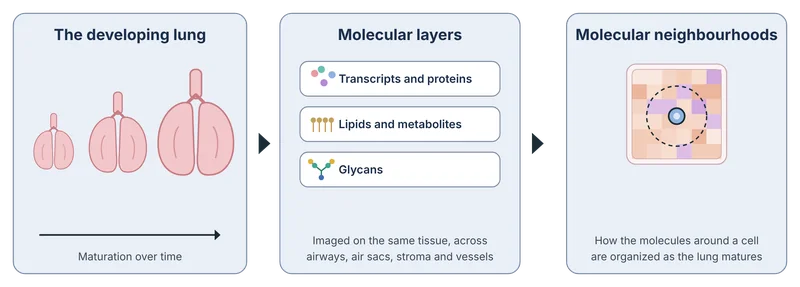 The developing lung
Maturation over time
Molecular layers
Transcripts and proteins
Lipids and metabolites
Glycans
Imaged on the same tissue, across
airways, air sacs, stroma and vessels
Molecular neighbourhoods
How the molecules around a cell
are organized as the lung matures